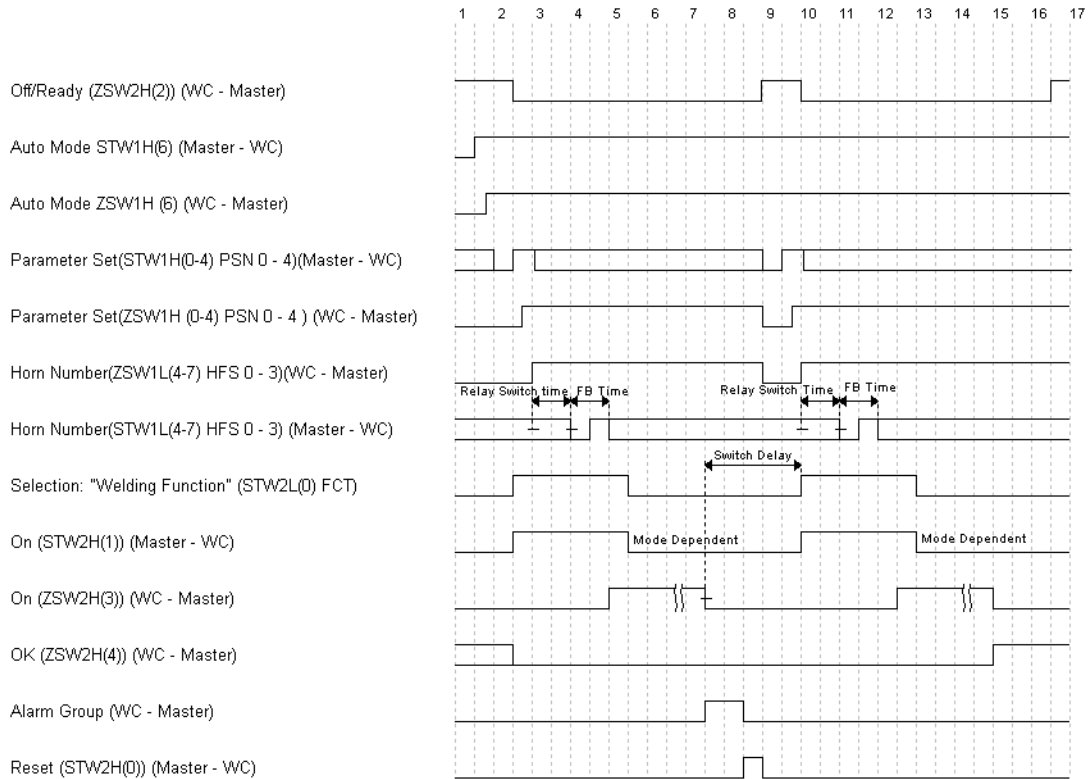 1 2 3 4 5 6 7 8 9 10 11 12 13 14 15 16 17
Off/Ready (ZSW2H(2)) (WC - Master)
Auto Mode STW1H(6) (Master - WC)
Auto Mode ZSW1H (6) (WC - Master)
Parameter Set(STW1H(0-4) PSN 0 - 4)(Master - WC)
Parameter Set(ZSW1H (0-4) PSN 0 - 4 ) (WC - Master)
Horn Number(ZSW1L(4-7) HFS 0 - 3)(WC - Master)
Relay Switch time FB Time Relay Switch Time FB Time
Horn Number(STW1L(4-7) HFS 0 - 3) (Master - WC)
Switch Delay
Selection: "Welding Function" (STW2L(0) FCT)
On (STW2H(1)) (Master - WC) Mode Dependent Mode Dependent
On (ZSW2H(3)) (WC - Master)
OK (ZSW2H(4)) (WC - Master)
Alarm Group (WC - Master)
Reset (STW2H(0)) (Master - WC)